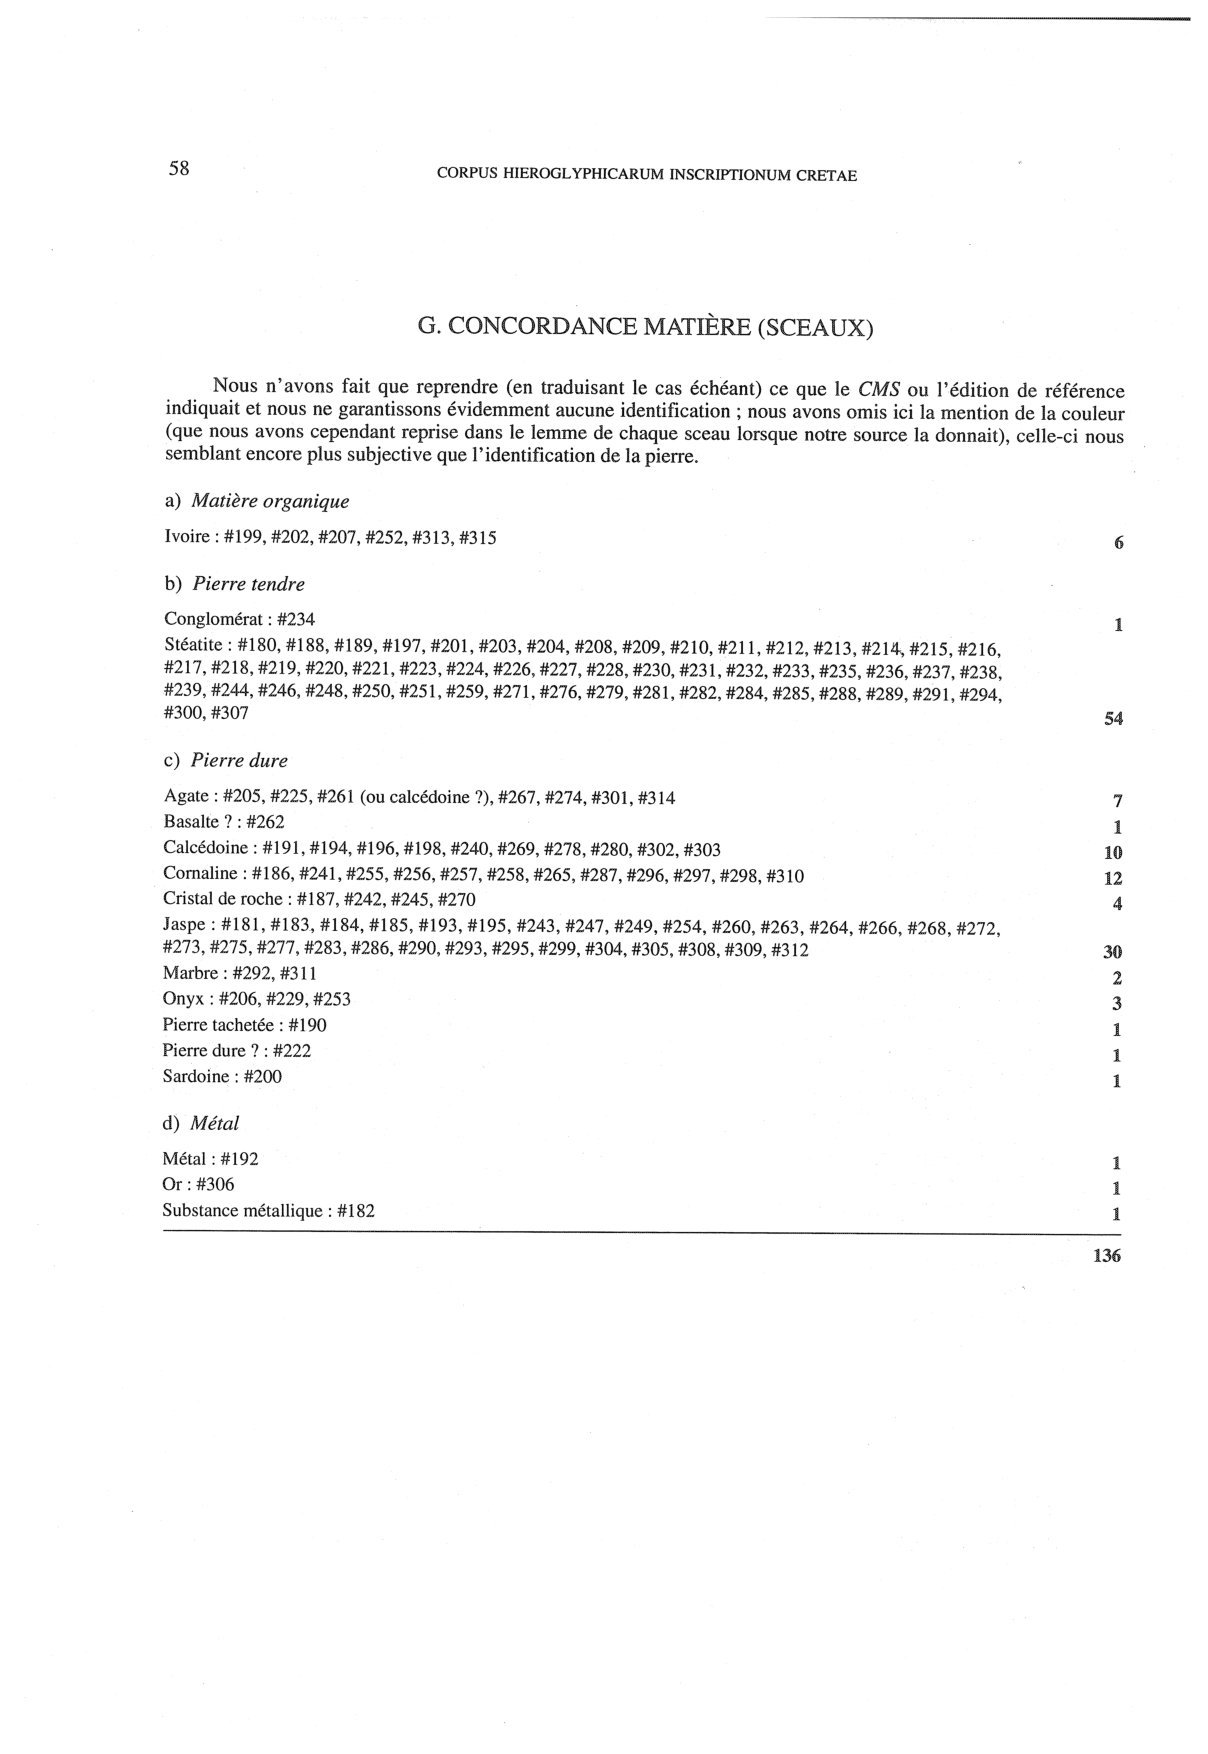 58
CORPUS HIEROGLYPHICARUM INSCRIPTIONUM CRETAE
G. CONCORDANCE MATIÈRE (SCEAUX)
Nous n'avons fait que reprendre (en traduisant le cas échéant) ce que le CMS ou l'édition de référence
indiquait et nous ne garantissons évidemment aucune identification ; nous avons omis ici la mention de la couleur
(que nous avons cependant reprise dans le lemme de chaque sceau lorsque notre source la donnait), celle-ci nous
semblant encore plus subjective que l'identification de la pierre.
a) Matière organique
Ivoire : #199, #202, #207, #252, #313, #315 6
b) Pierre tendre
Conglomérat : #234 1
Stéatite : #180, #188, #189, #197, #201, #203, #204, #208, #209, #210, #211, #212, #213, #214, #215, #216,
#217, #218, #219, #220, #221, #223, #224, #226, #227, #228, #230, #231, #232, #233, #235, #236, #237, #238,
#239, #244, #246, #248, #250, #251, #259, #271, #276, #279, #281, #282, #284, #285, #288, #289, #291, #294,
#300, #307 54
c) Pierre dure
Agate : #205, #225, #261 (ou calcédoine ?), #267, #274, #301, #314 7
Basalte ? : #262 1
Calcédoine : #191, #194, #196, #198, #240, #269, #278, #280, #302, #303 10
Cornaline : #186, #241, #255, #256, #257, #258, #265, #287, #296, #297, #298, #310 12
Cristal de roche : #187, #242, #245, #270 4
Jaspe : #181, #183, #184, #185, #193, #195, #243, #247, #249, #254, #260, #263, #264, #266, #268, #272,
#273, #275, #277, #283, #286, #290, #293, #295, #299, #304, #305, #308, #309, #312 30
Marbre : #292, #311 2
Onyx : #206, #229, #253 3
Pierre tachetée : #190 1
Pierre dure ? : #222 1
Sardoine : #200 1
d) Métal
Métal : #192 1
Or : #306 1
Substance métallique : #182 1
136